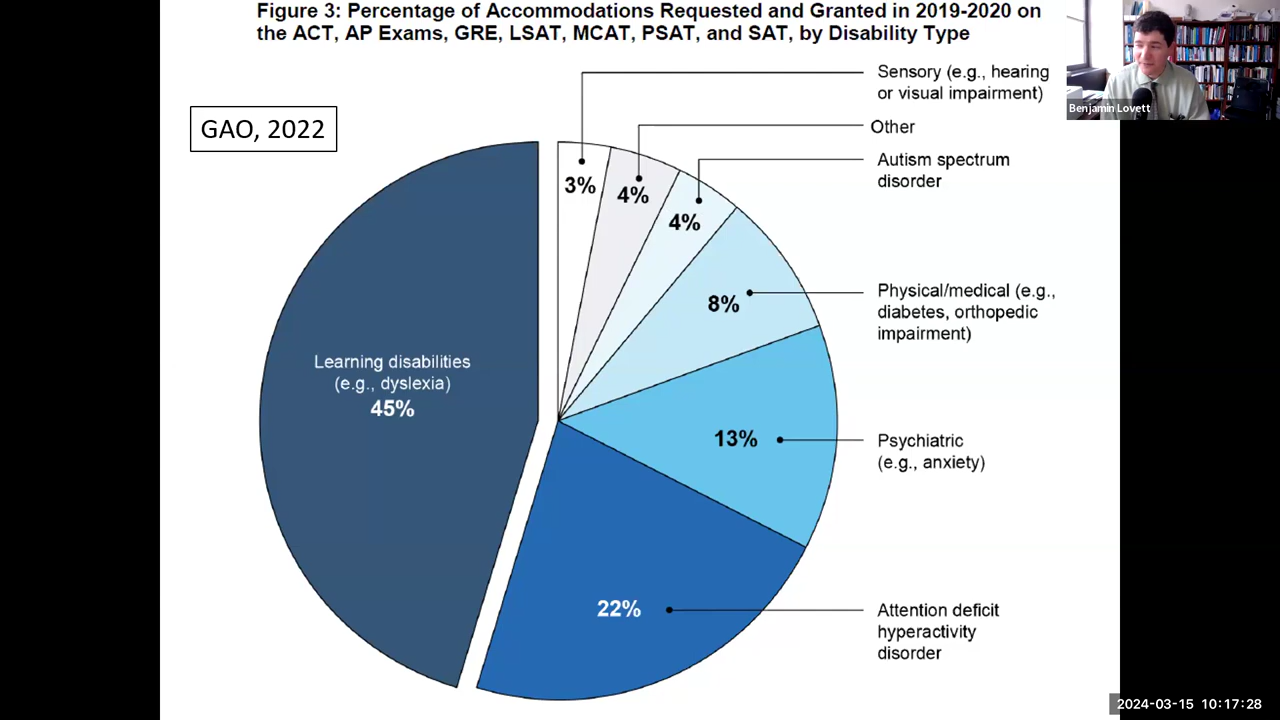 Figure 3: Percentage of Accommodations Requested and Granted in 2019-2020 on
the ACT, AP Exams, GRE, LSAT, MCAT, PSAT, and SAT, by Disability Type
Benjamin Lovett
GAO, 2022
Sensory (e.g., hearing
or visual impairment)
3%
Other
4%
Autism spectrum
disorder
4%
Physical/medical (e.g.,
diabetes, orthopedic
impairment)
8%
Learning disabilities
(e.g., dyslexia)
45%
Psychiatric
(e.g., anxiety)
13%
Attention deficit
hyperactivity
disorder
22%
2024-03-15 10:17:28